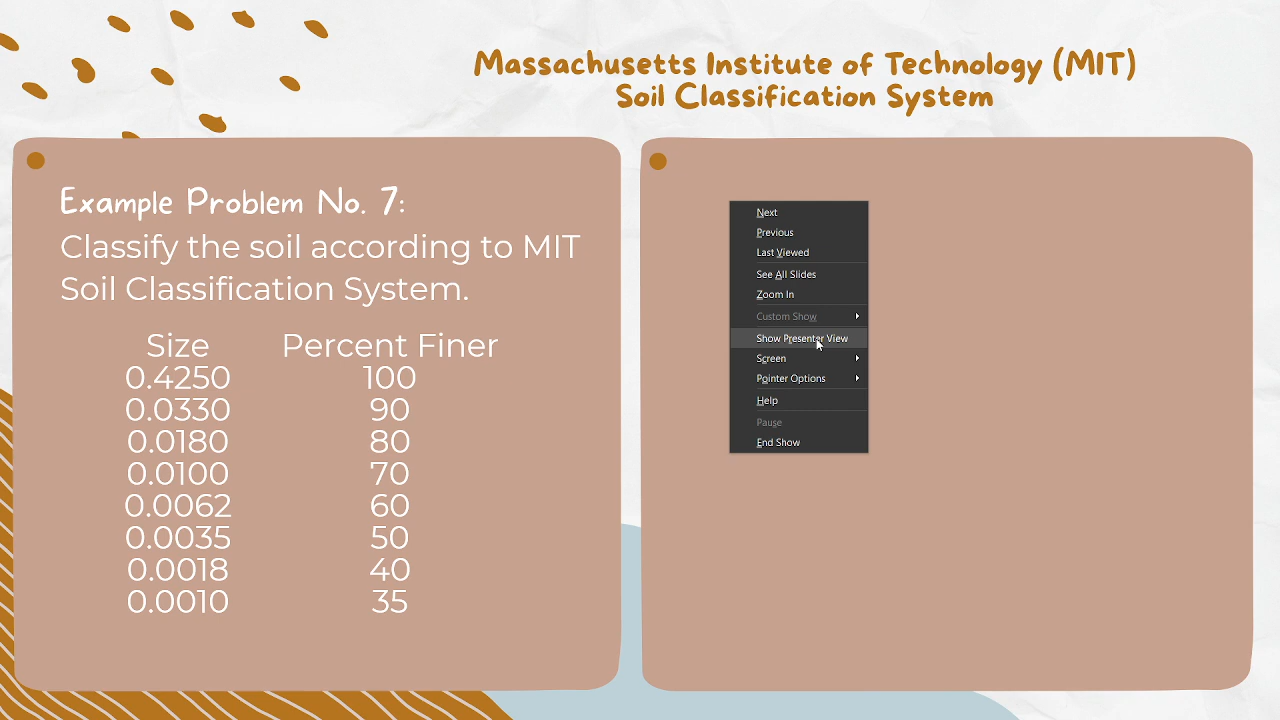 Massachusetts Institute of Technology (MIT)
Soil Classification System
Example Problem No. 7:
Classify the soil according to MIT
Soil Classification System.
Size Percent Finer
0.4250 100
0.0330 90
0.0180 80
0.0100 70
0.0062 60
0.0035 50
0.0018 40
0.0010 35
Next
Previous
Last Viewed
See All Slides
Zoom In
Custom Show
Show Presenter View
Screen
Pointer Options
Help
Pause
End Show